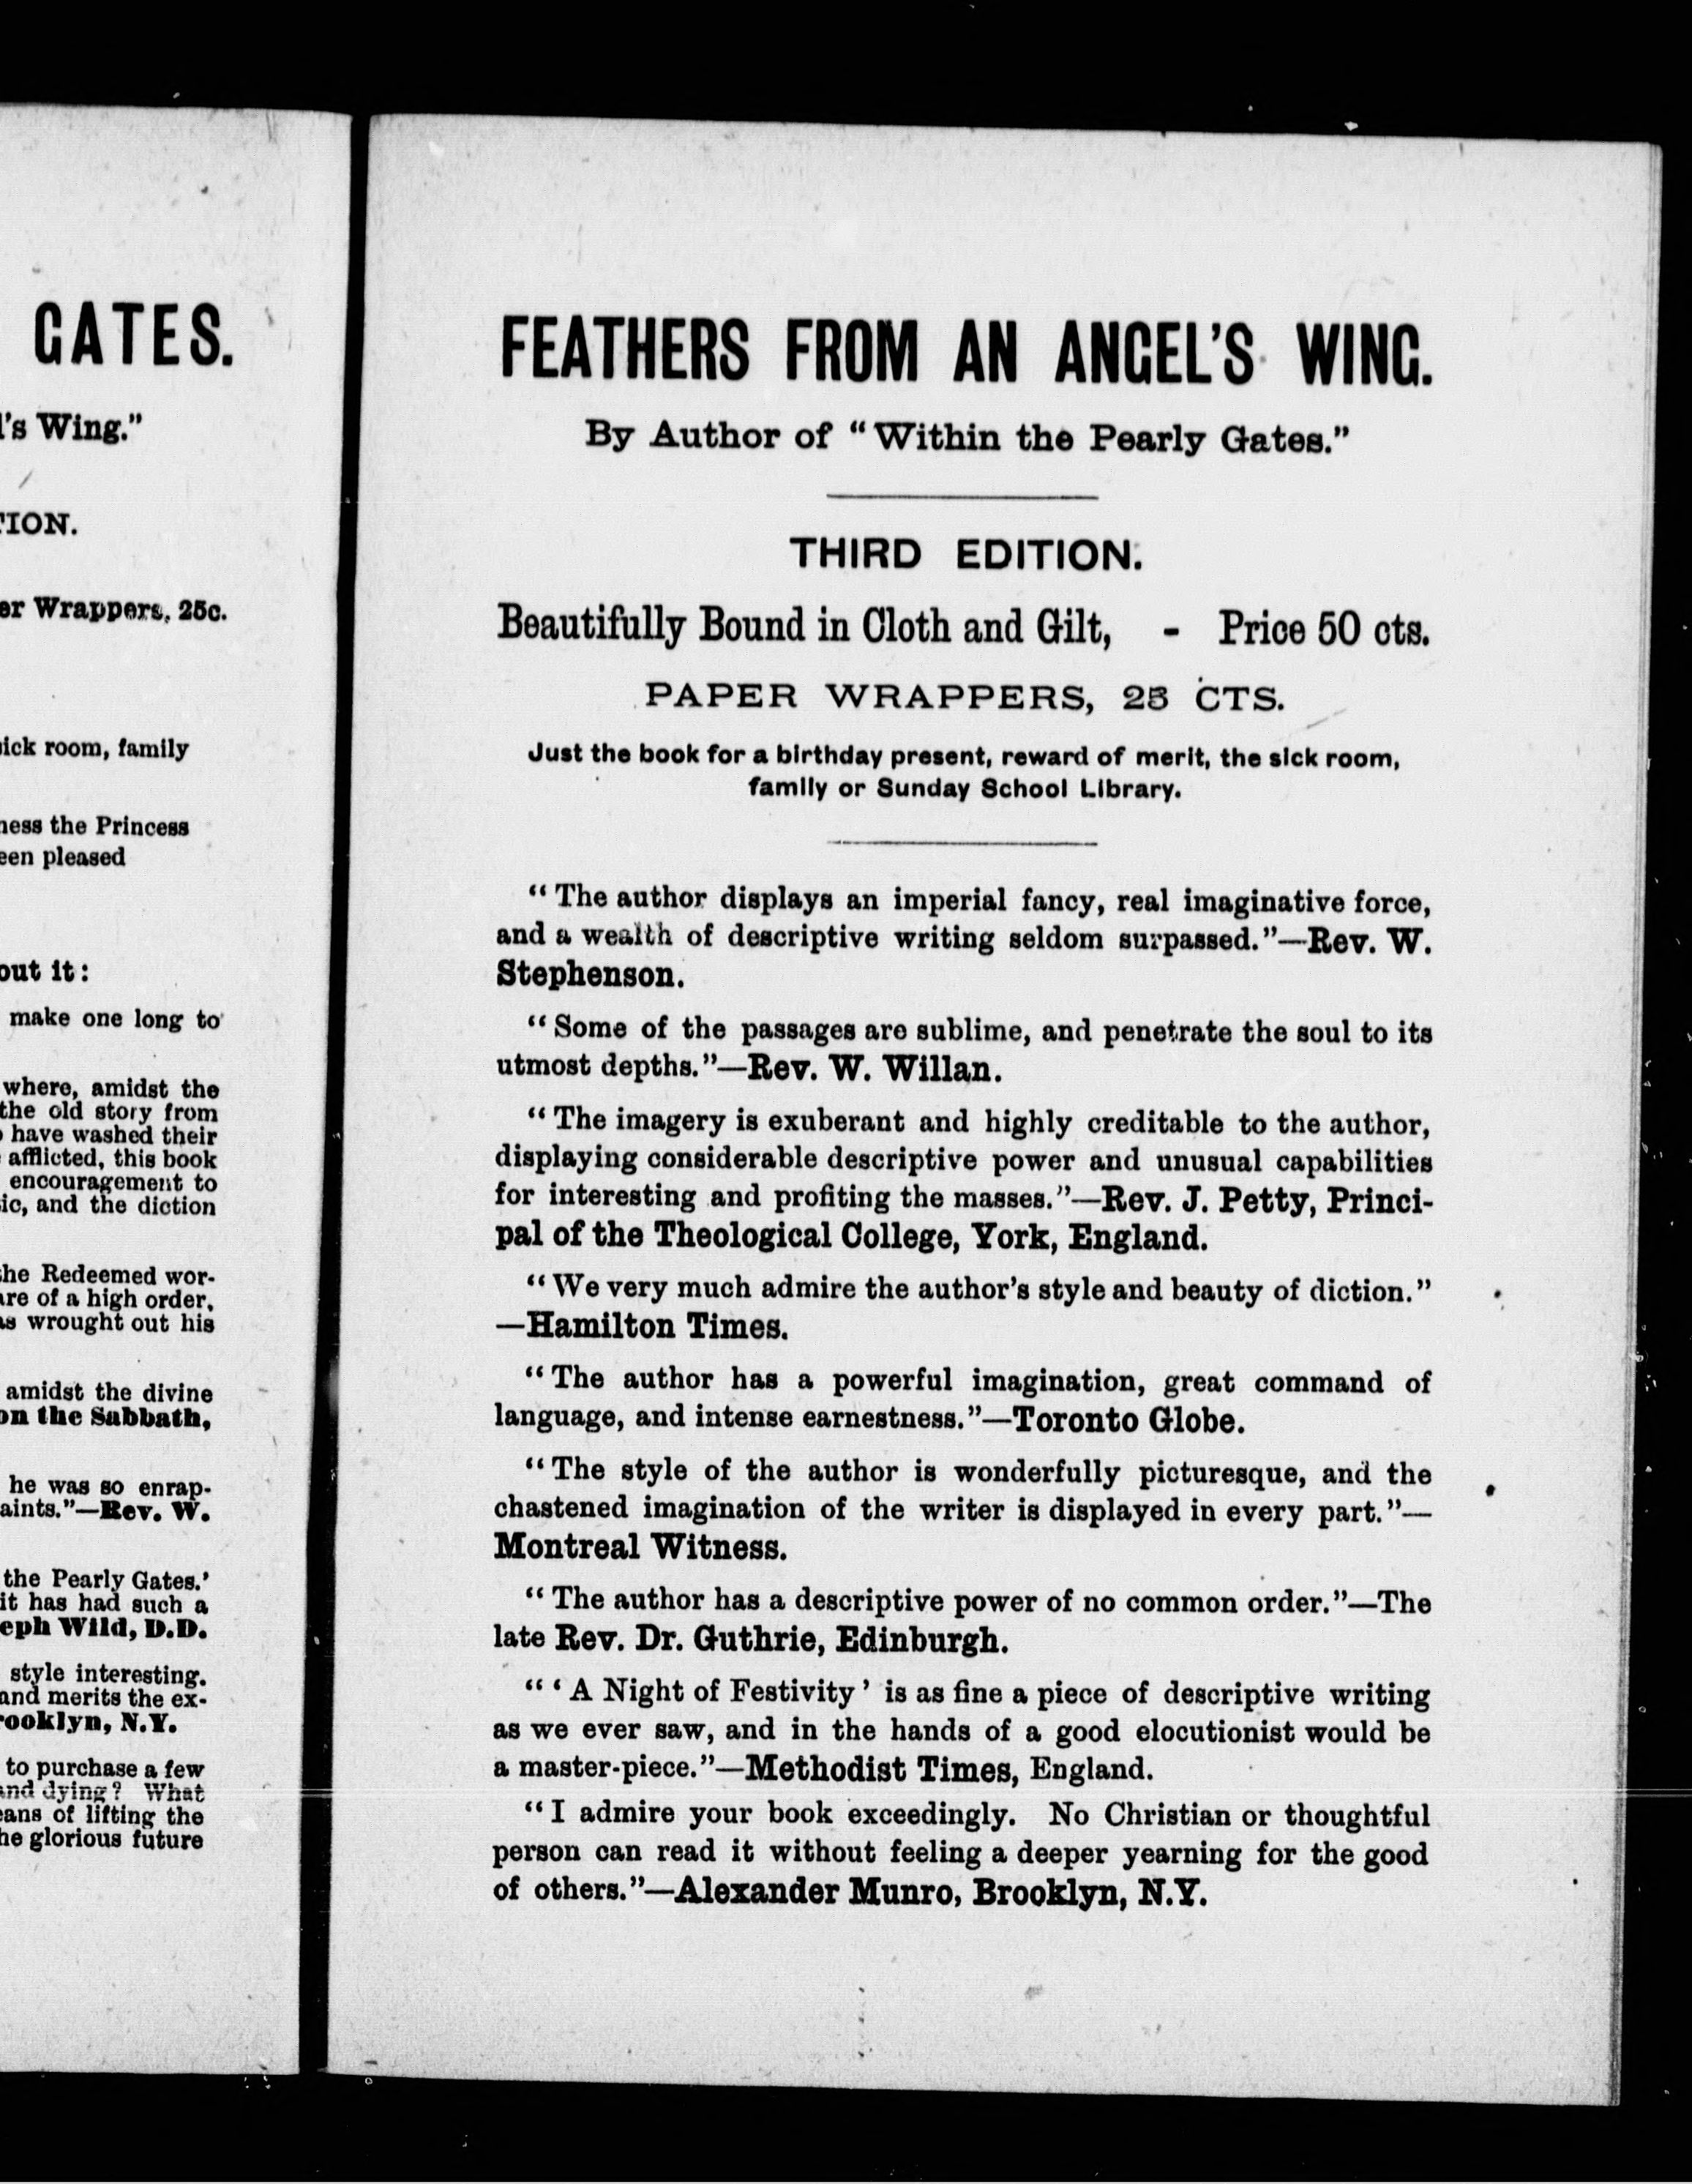 GATES.
l's Wing."
TION.
er Wrappers, 25c.
sick room, family
ness the Princess
een pleased
out it:
make one long to
where, amidst the
the old story from
have washed their
afflicted, this book
encouragement to
ic, and the diction
the Redeemed wor-
are of a high order,
as wrought out his
amidst the divine
on the Sabbath,
he was so enrap-
aints."—Rev. W.
the Pearly Gates.'
it has had such a
eph Wild, D.D.
style interesting.
and merits the ex-
rooklyn, N.Y.
to purchase a few
and dying? What
eans of lifting the
he glorious future
FEATHERS FROM AN ANGEL'S WING.
By Author of "Within the Pearly Gates."
THIRD EDITION.
Beautifully Bound in Cloth and Gilt, - Price 50 cts.
PAPER WRAPPERS, 25 CTS.
Just the book for a birthday present, reward of merit, the sick room,
family or Sunday School Library.
"The author displays an imperial fancy, real imaginative force,
and a wealth of descriptive writing seldom surpassed."—Rev. W.
Stephenson.
"Some of the passages are sublime, and penetrate the soul to its
utmost depths."—Rev. W. Willan.
"The imagery is exuberant and highly creditable to the author,
displaying considerable descriptive power and unusual capabilities
for interesting and profiting the masses."—Rev. J. Petty, Princi-
pal of the Theological College, York, England.
"We very much admire the author's style and beauty of diction."
—Hamilton Times.
"The author has a powerful imagination, great command of
language, and intense earnestness."—Toronto Globe.
"The style of the author is wonderfully picturesque, and the
chastened imagination of the writer is displayed in every part."—
Montreal Witness.
"The author has a descriptive power of no common order."—The
late Rev. Dr. Guthrie, Edinburgh.
"'A Night of Festivity' is as fine a piece of descriptive writing
as we ever saw, and in the hands of a good elocutionist would be
a master-piece."—Methodist Times, England.
"I admire your book exceedingly. No Christian or thoughtful
person can read it without feeling a deeper yearning for the good
of others."—Alexander Munro, Brooklyn, N.Y.